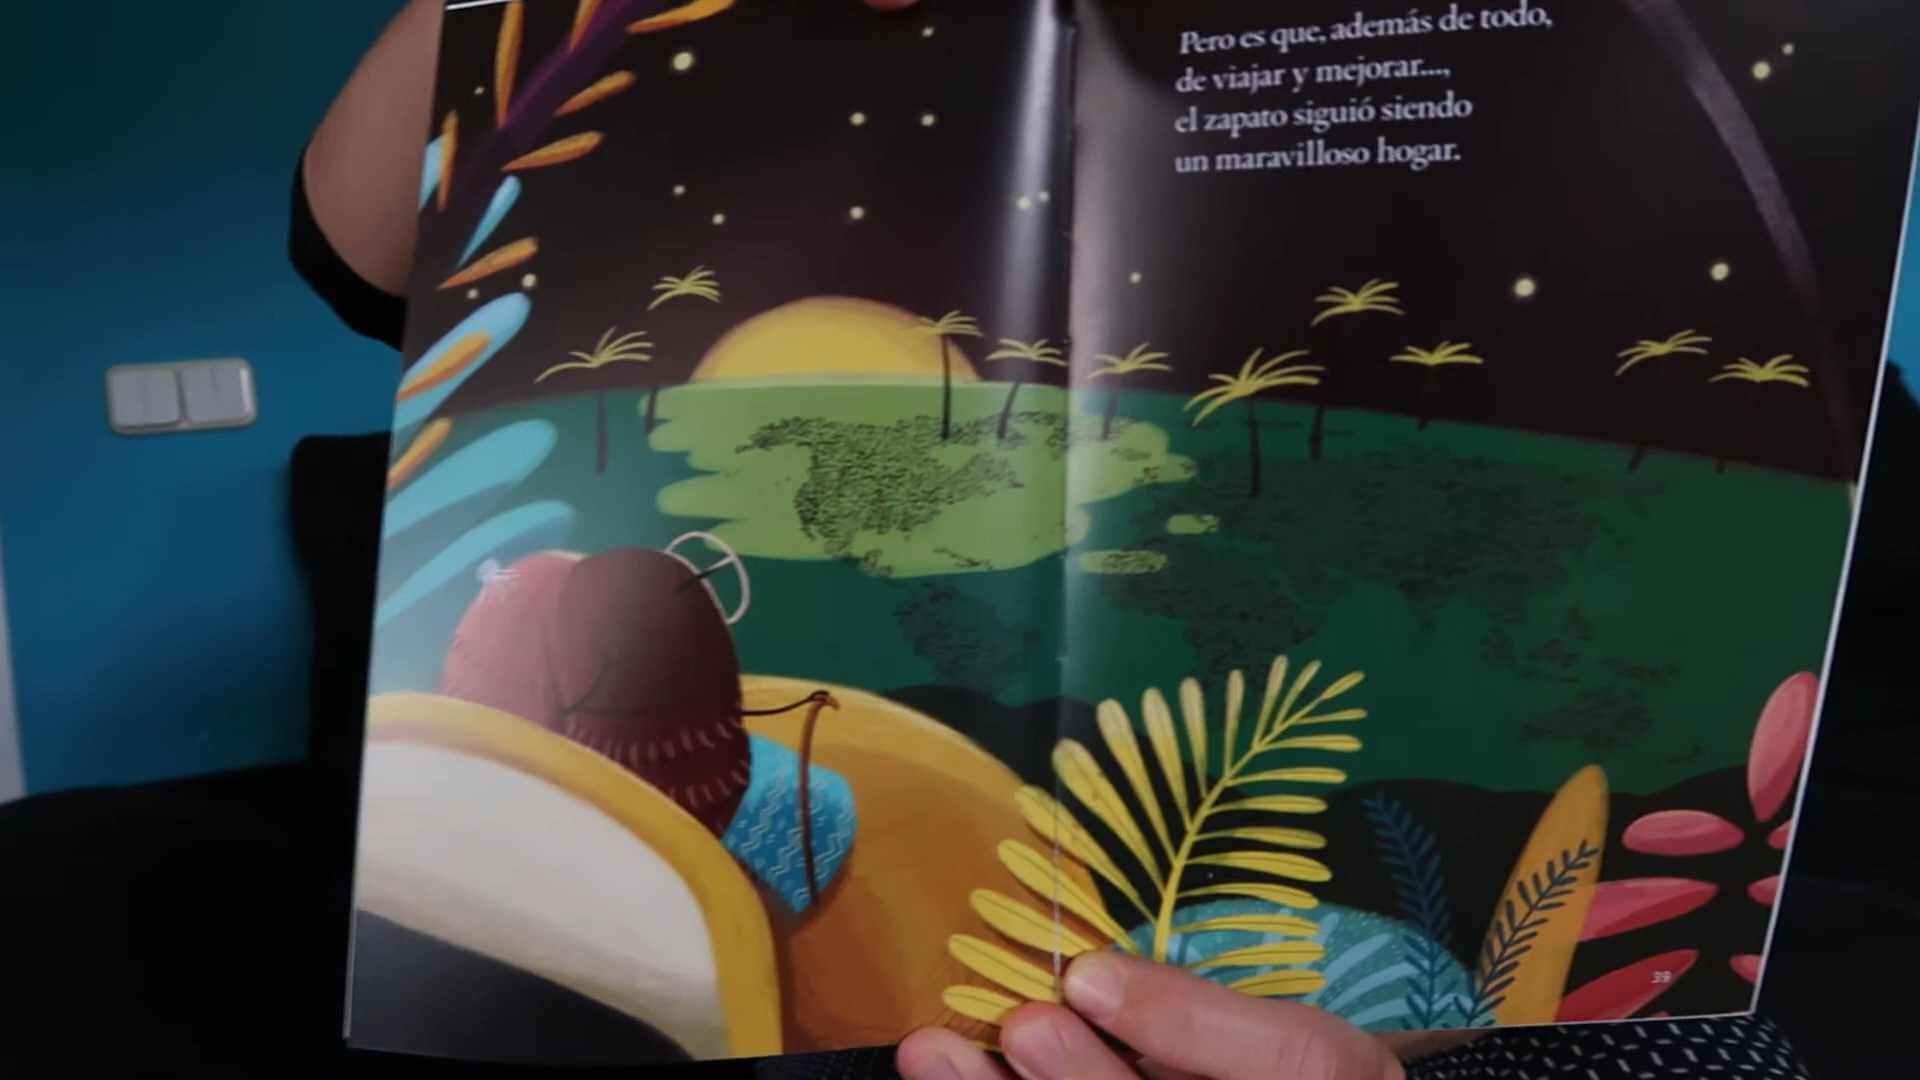 Pero es que, además de todo,
de viajar y mejorar...,
el zapato siguió siendo
un maravilloso hogar.
39